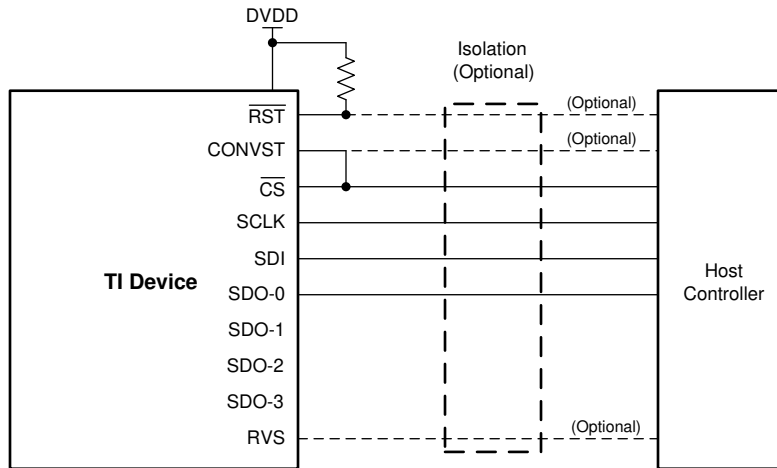 DVDD
Isolation
(Optional)
RST
(Optional)
CONVST
(Optional)
CS
SCLK
SDI
TI Device
SDO-0
Host
Controller
SDO-1
SDO-2
SDO-3
RVS
(Optional)